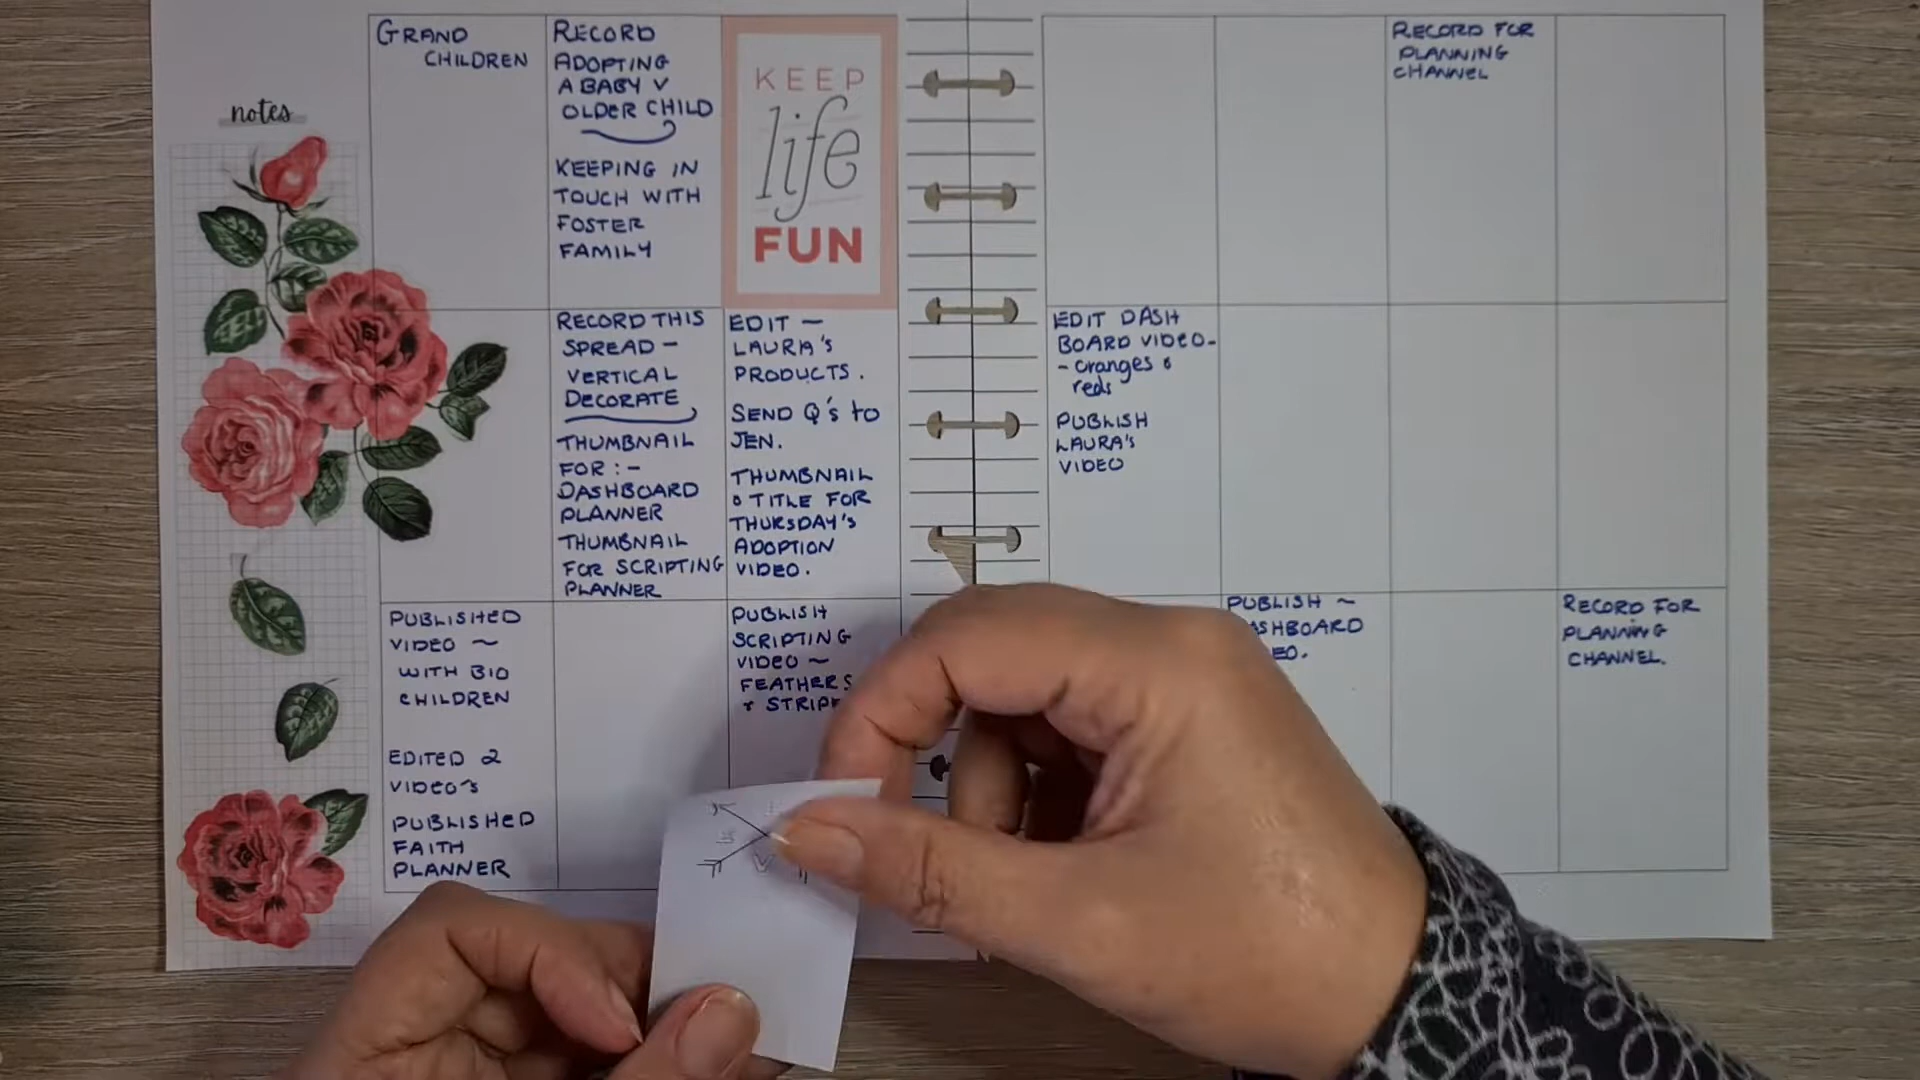 notes
GRAND
CHILDREN
RECORD
ADOPTING
A BABY V
OLDER CHILD
KEEPING IN
TOUCH WITH
FOSTER
FAMILY
KEEP
life
FUN
RECORD THIS
SPREAD -
VERTICAL
DECORATE
THUMBNAIL
FOR :-
DASHBOARD
PLANNER
THUMBNAIL
FOR SCRIPTING
PLANNER
EDIT -
LAURA'S
PRODUCTS.
SEND Q's to
JEN.
THUMBNAIL
& TITLE FOR
THURSDAY'S
ADOPTION
VIDEO.
PUBLISHED
VIDEO ~
WITH BIO
CHILDREN
EDITED 2
VIDEO'S
PUBLISHED
FAITH
PLANNER
PUBLISH
SCRIPTING
VIDEO ~
FEATHERS
RECORD FOR
PLANNING
CHANNEL
EDIT DASH
BOARD VIDEO-
- oranges &
reds
PUBLISH
LAURA'S
VIDEO
PUBLISH ~
RECORD FOR
PLANNING
CHANNEL.